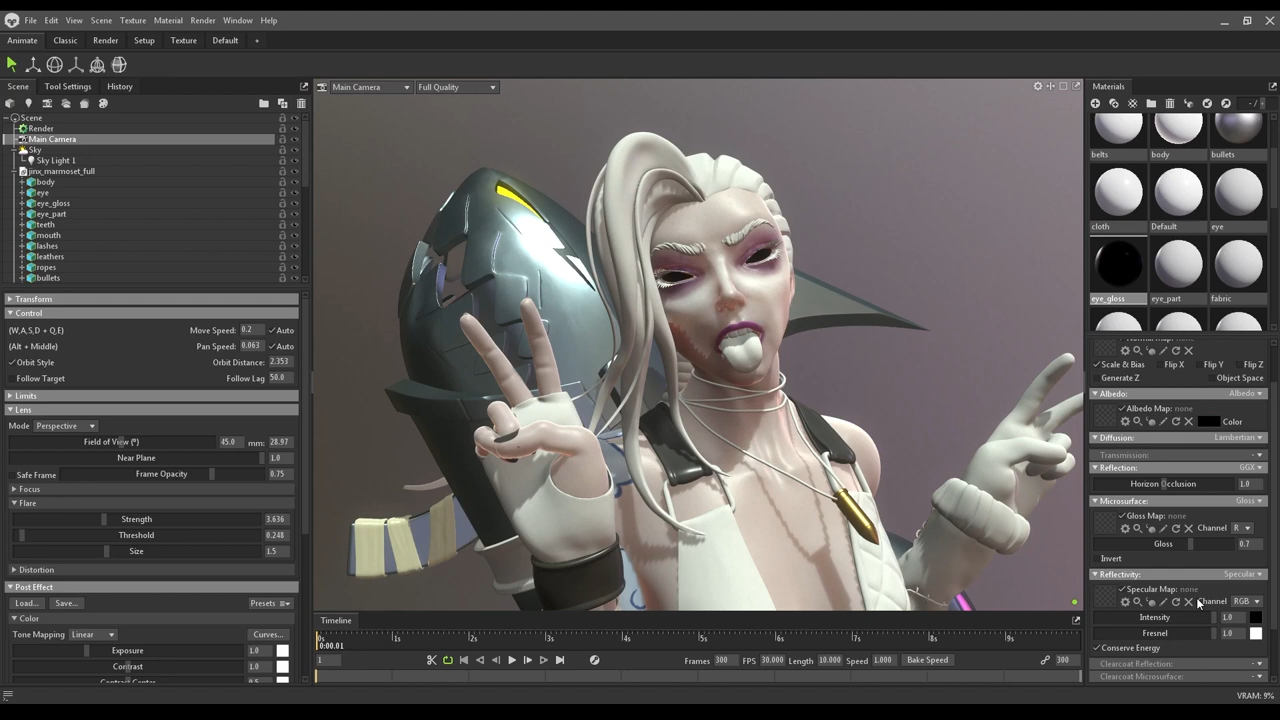 File Edit View Scene Texture Material Render Window Help
Animate Classic Render Setup Texture Default +
Scene Tool Settings History
Scene
Render
Main Camera
Sky
Sky Light 1
jinx_marmoset_full
body
eye
eye_gloss
eye_part
teeth
mouth
lashes
leathers
ropes
bullets
Transform
Control
(W,A,S,D + Q,E) Move Speed: 0.2 Auto
(Alt + Middle) Pan Speed: 0.063 Auto
Orbit Style Orbit Distance: 2.353
Follow Target Follow Lag 50.0
Limits
Lens
Mode Perspective
Field of View (°) 45.0 mm: 28.97
Near Plane 1.0
Safe Frame Frame Opacity 0.75
Focus
Flare
Strength 3.636
Threshold 0.248
Size 1.5
Distortion
Post Effect
Load... Save... Presets
Color
Tone Mapping Linear Curves...
Exposure 1.0
Contrast 1.0
Main Camera Full Quality
Timeline
0s 1s 2s 3s 4s 5s 6s 7s 8s 9s
0:00.01
1 Frames 300 FPS 30.000 Length 10.000 Speed 1.000 Bake Speed 300
Materials
- /
belts body bullets
cloth Default eye
eye_gloss eye_part fabric
Scale & Bias Flip X Flip Y Flip Z
Generate Z Object Space
Albedo: Albedo
Albedo Map: none
Color
Diffusion: Lambertian
Transmission:
Reflection: GGX
Horizon Occlusion 1.0
Microsurface: Gloss
Gloss Map: none
Channel R
Gloss 0.7
Invert
Reflectivity: Specular
Specular Map: none
Channel RGB
Intensity 1.0
Fresnel 1.0
Conserve Energy
Clearcoat Reflection:
Clearcoat Microsurface:
VRAM: 9%